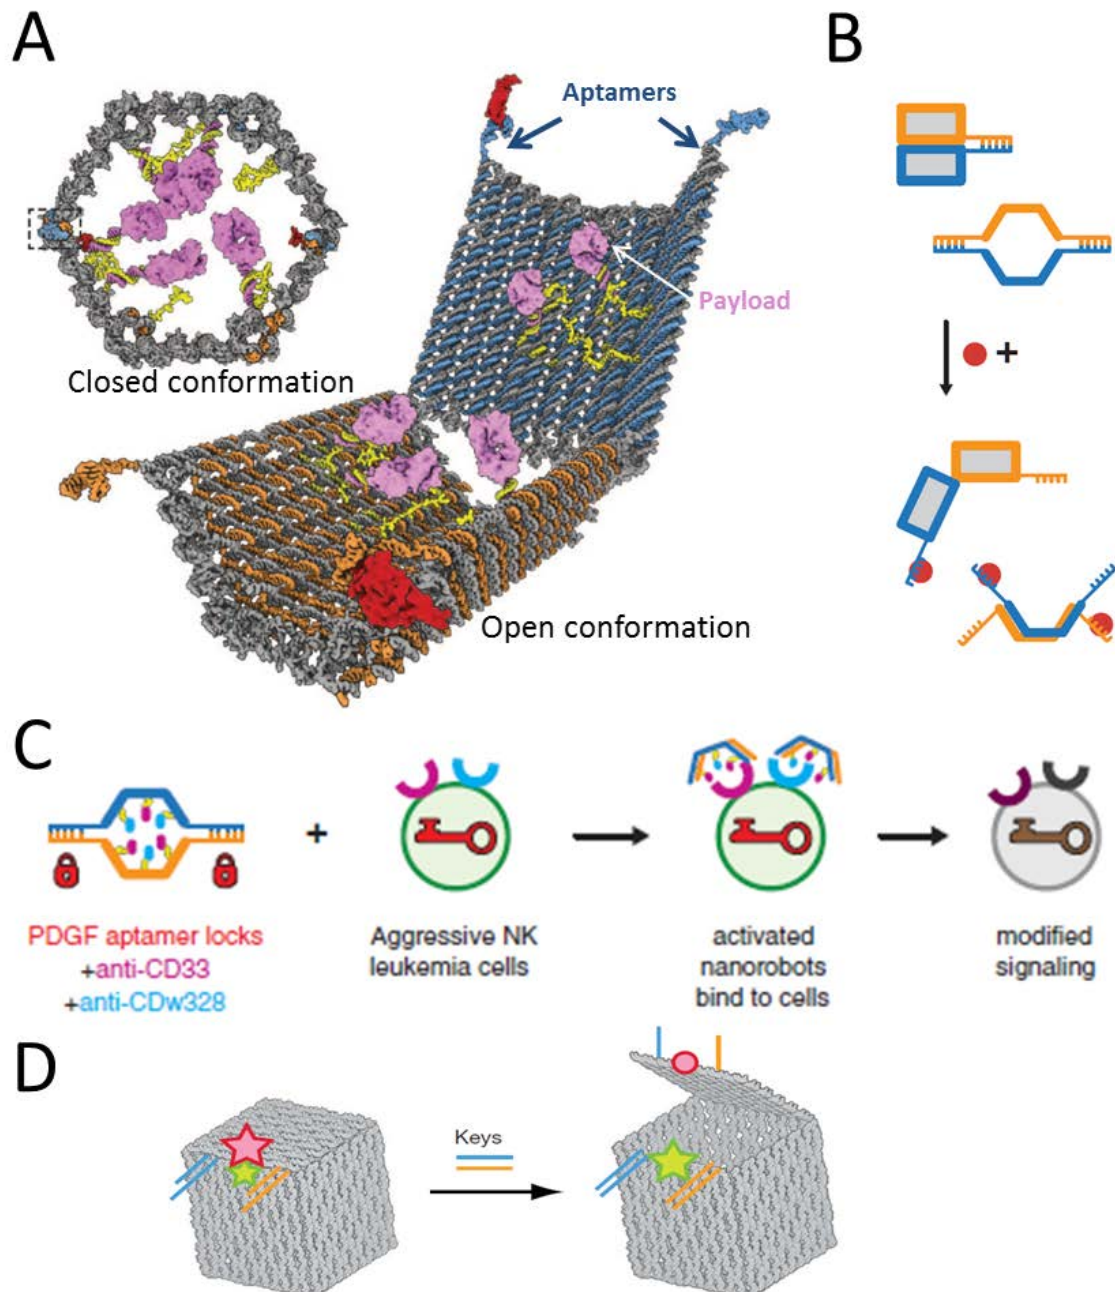 A
B
Aptamers
Payload
Closed conformation
Open conformation
+
C
+
PDGF aptamer locks
+anti-CD33
+anti-CDw328
Aggressive NK
leukemia cells
activated
nanorobots
bind to cells
modified
signaling
D
Keys